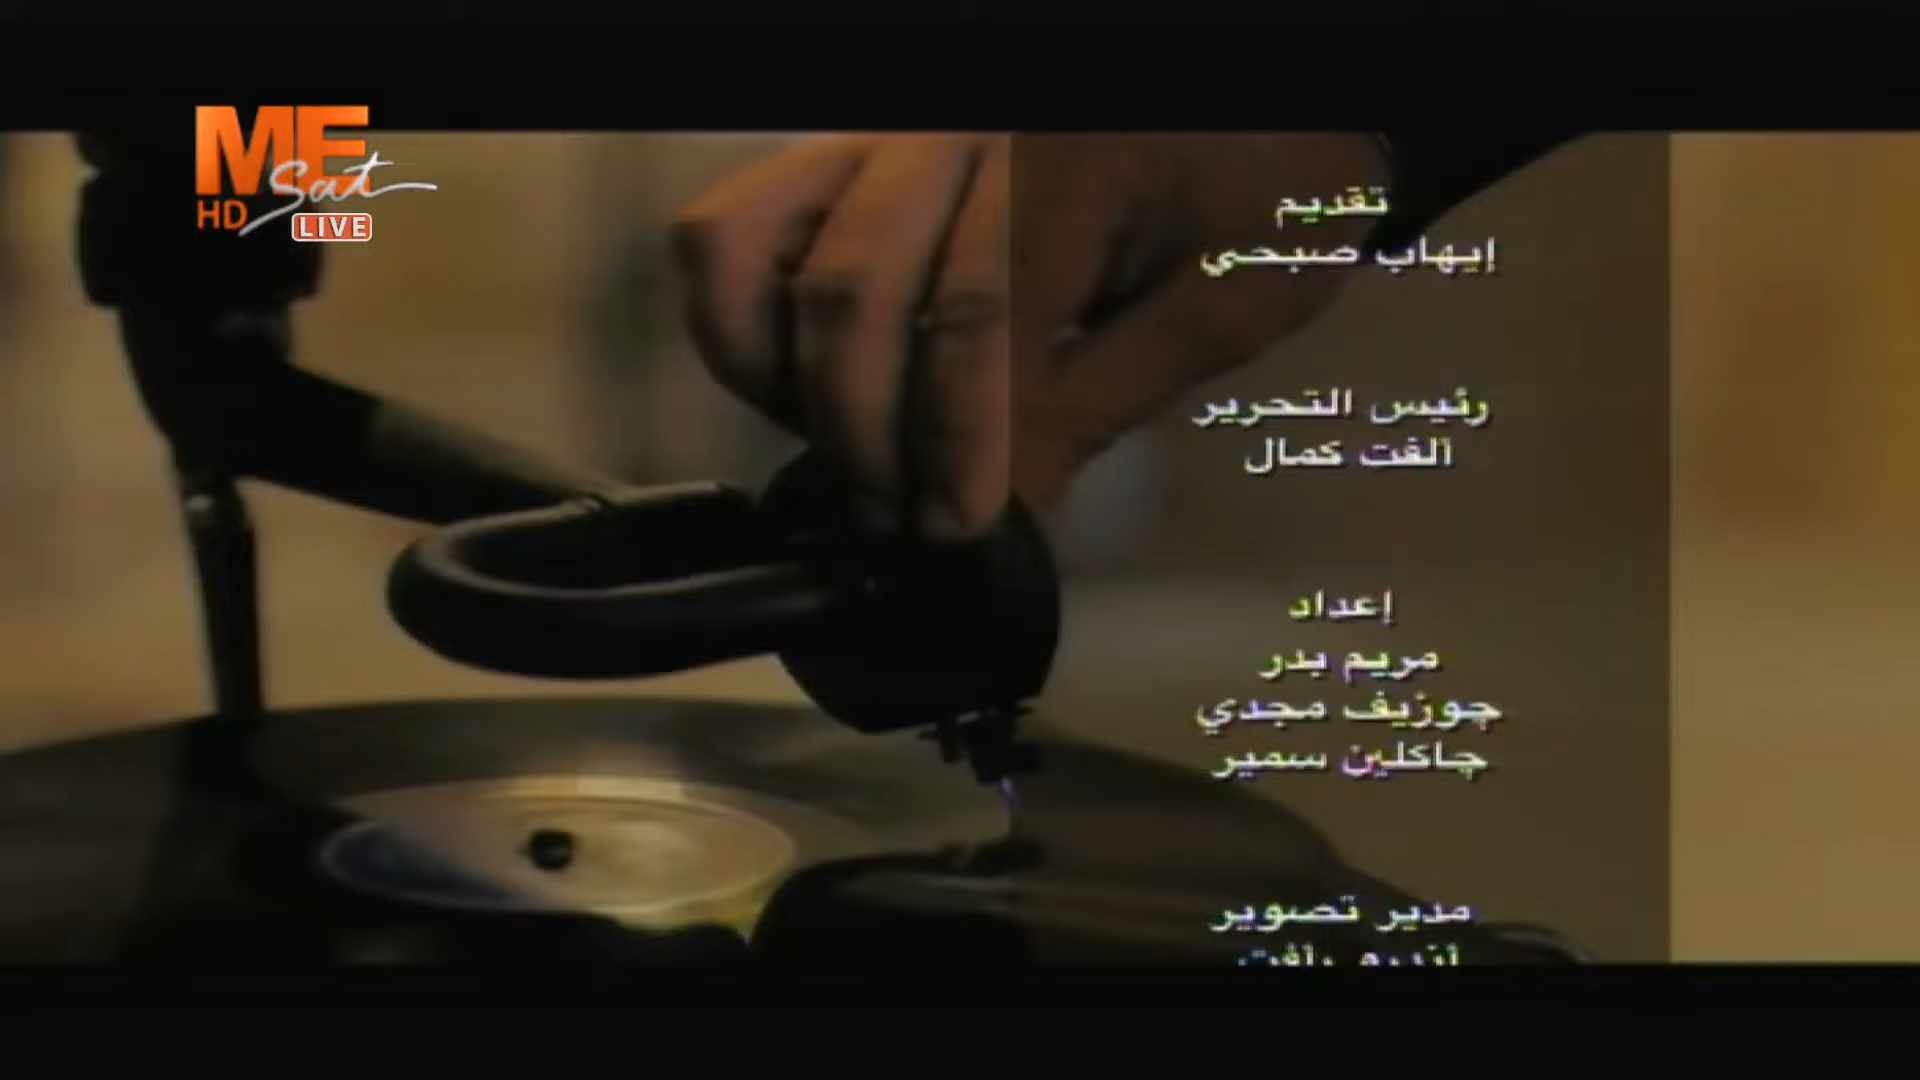 ME
Sat
HD
LIVE
تقديم
إيهاب صبحي
رئيس التحرير
ألفت كمال
إعداد
مريم بدر
چوزيف مجدي
چاكلين سمير
مدير تصوير